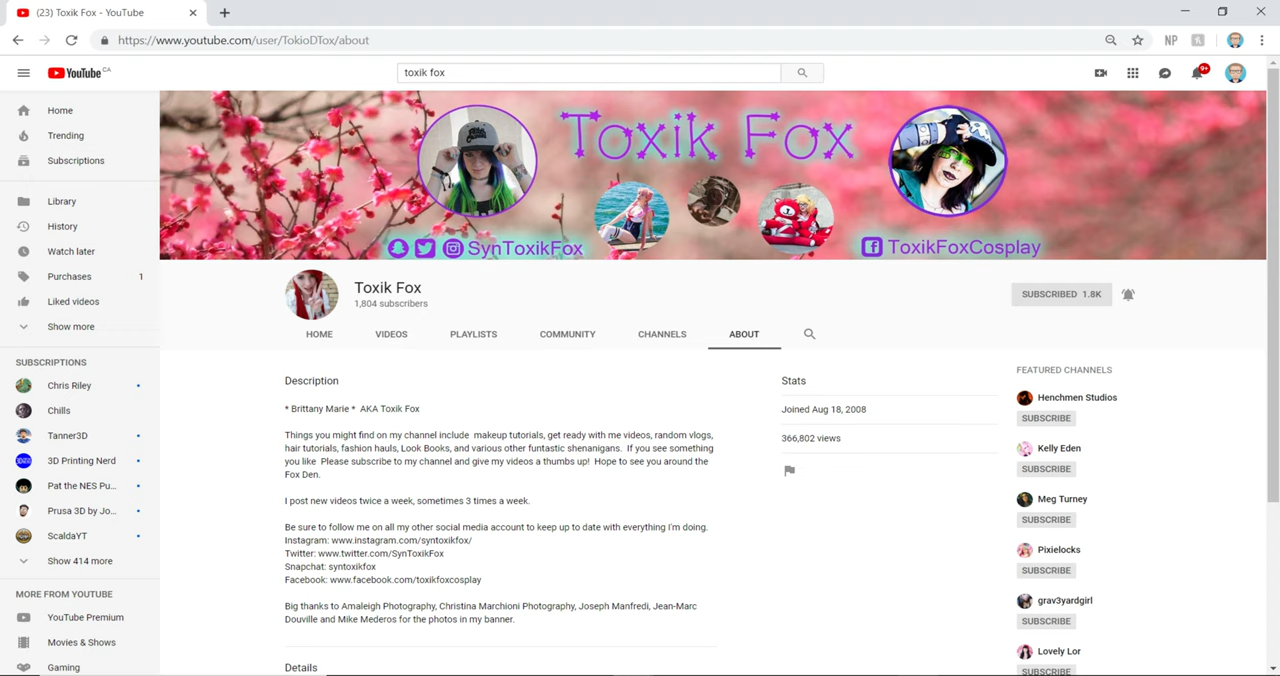 (23) Toxik Fox - YouTube
https://www.youtube.com/user/TokioDTox/about
NP
YouTube CA
toxik fox
9+
Home
Trending
Subscriptions
Library
History
Watch later
Purchases 1
Liked videos
Show more
SUBSCRIPTIONS
Chris Riley
Chills
Tanner3D
3D Printing Nerd
Pat the NES Pu...
Prusa 3D by Jo...
ScaldaYT
Show 414 more
MORE FROM YOUTUBE
YouTube Premium
Movies & Shows
Gaming
Toxik Fox
SynToxikFox
ToxikFoxCosplay
Toxik Fox
1,804 subscribers
SUBSCRIBED 1.8K
HOME VIDEOS PLAYLISTS COMMUNITY CHANNELS ABOUT
Description
* Brittany Marie * AKA Toxik Fox
Things you might find on my channel include makeup tutorials, get ready with me videos, random vlogs,
hair tutorials, fashion hauls, Look Books, and various other funtastic shenanigans. If you see something
you like Please subscribe to my channel and give my videos a thumbs up! Hope to see you around the
Fox Den.
I post new videos twice a week, sometimes 3 times a week.
Be sure to follow me on all my other social media account to keep up to date with everything I'm doing.
Instagram: www.instagram.com/syntoxikfox/
Twitter: www.twitter.com/SynToxikFox
Snapchat: syntoxikfox
Facebook: www.facebook.com/toxikfoxcosplay
Big thanks to Amaleigh Photography, Christina Marchioni Photography, Joseph Manfredi, Jean-Marc
Douville and Mike Mederos for the photos in my banner.
Details
Stats
Joined Aug 18, 2008
366,802 views
FEATURED CHANNELS
Henchmen Studios
SUBSCRIBE
Kelly Eden
SUBSCRIBE
Meg Turney
SUBSCRIBE
Pixielocks
SUBSCRIBE
grav3yardgirl
SUBSCRIBE
Lovely Lor
SUBSCRIBE